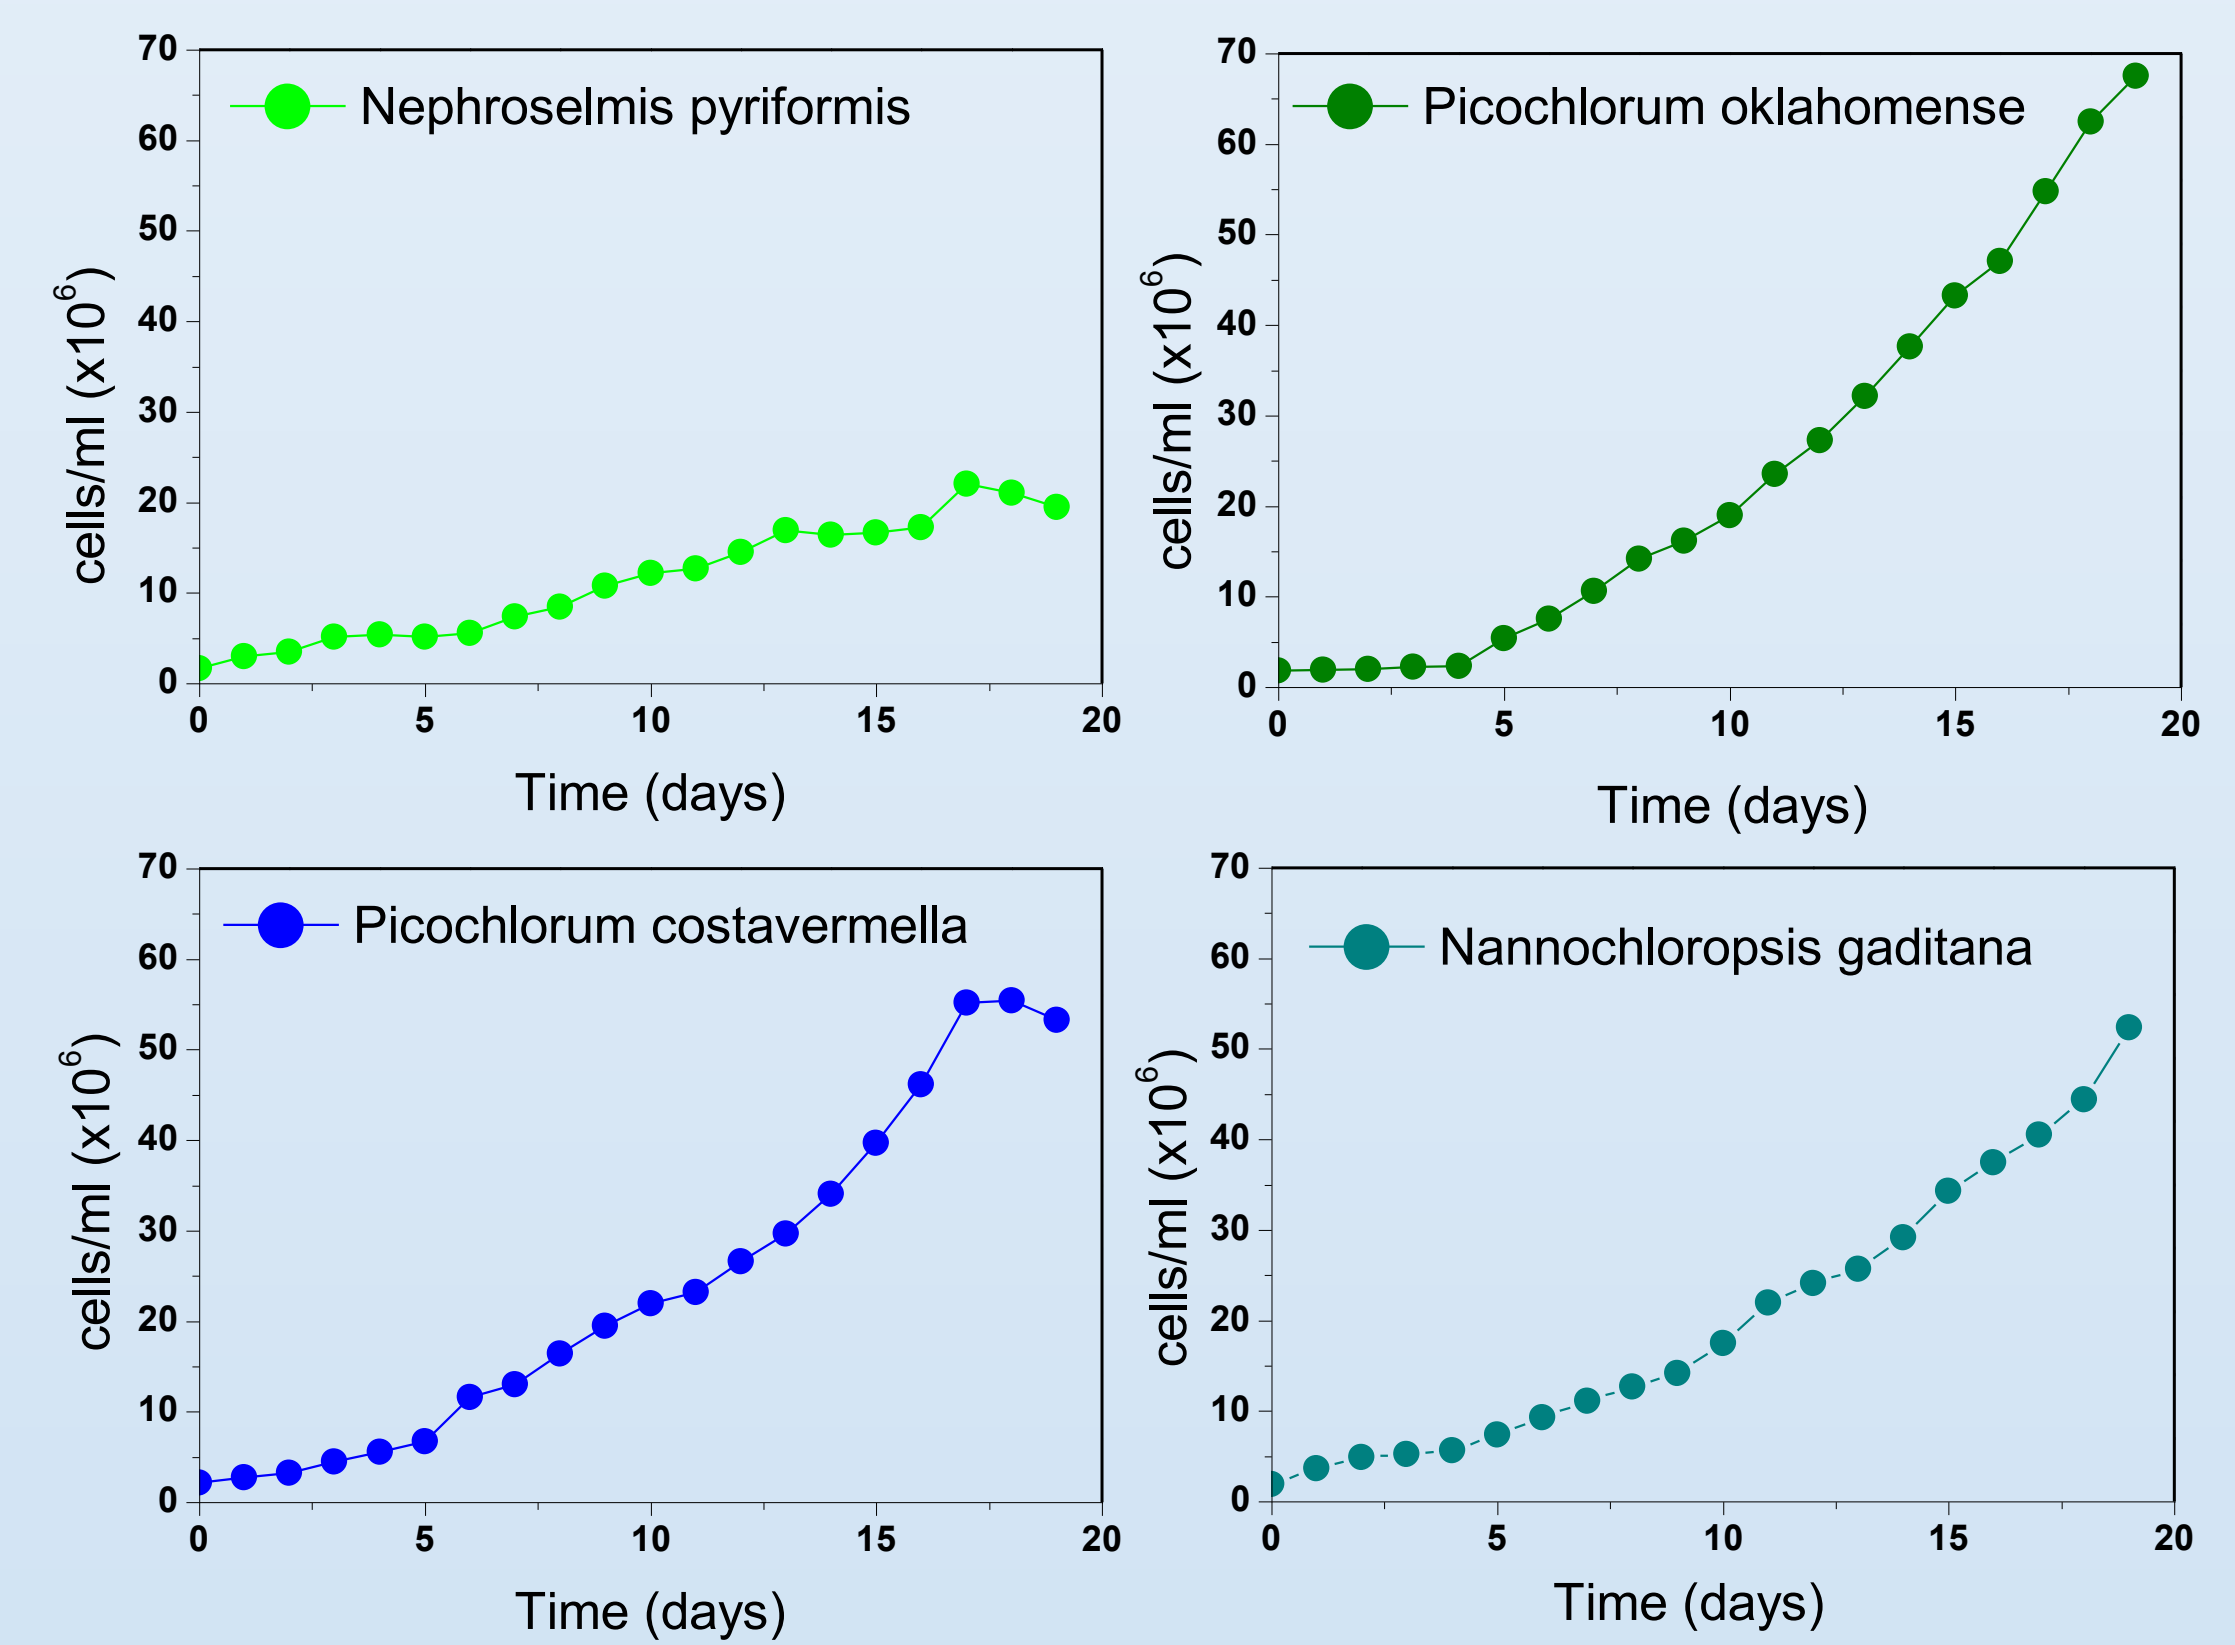 Nephroselmis pyriformis
cells/ml (x10⁶)
70
60
50
40
30
20
10
0
0 5 10 15 20
Time (days)
Picochlorum oklahomense
cells/ml (x10⁶)
70
60
50
40
30
20
10
0
0 5 10 15 20
Time (days)
Picochlorum costavermella
cells/ml (x10⁶)
70
60
50
40
30
20
10
0
0 5 10 15 20
Time (days)
Nannochloropsis gaditana
cells/ml (x10⁶)
70
60
50
40
30
20
10
0
0 5 10 15 20
Time (days)